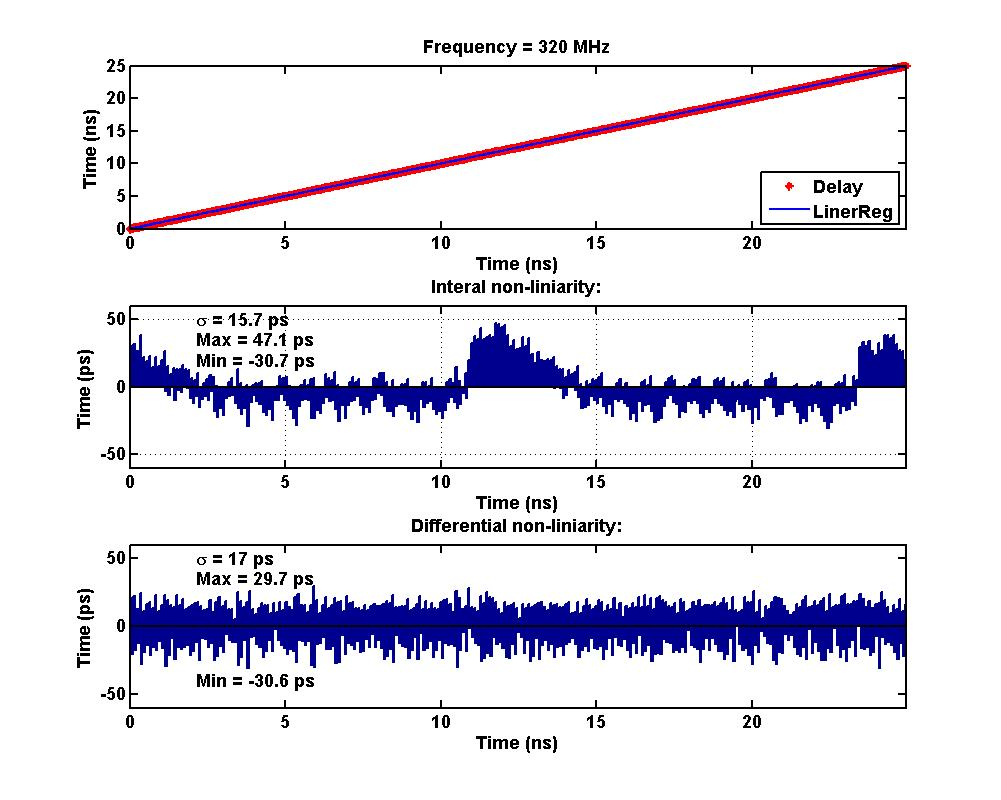 Frequency = 320 MHz
25
20
15
10
5
0
Time (ns)
Delay
LinerReg
0 5 10 15 20
Time (ns)
Interal non-liniarity:
50
0
-50
Time (ps)
σ = 15.7 ps
Max = 47.1 ps
Min = -30.7 ps
0 5 10 15 20
Time (ns)
Differential non-liniarity:
50
0
-50
Time (ps)
σ = 17 ps
Max = 29.7 ps
Min = -30.6 ps
0 5 10 15 20
Time (ns)